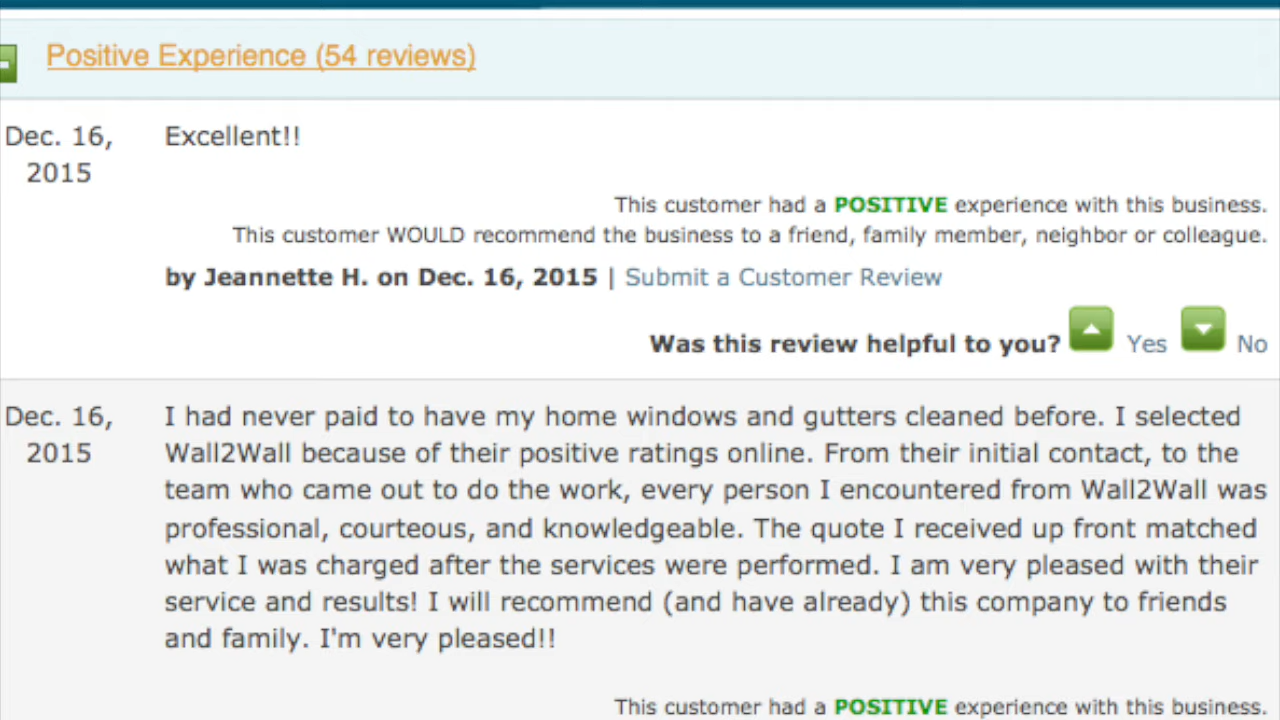 Positive Experience (54 reviews)
Dec. 16, 2015
Excellent!!
This customer had a POSITIVE experience with this business.
This customer WOULD recommend the business to a friend, family member, neighbor or colleague.
by Jeannette H. on Dec. 16, 2015 | Submit a Customer Review
Was this review helpful to you? Yes No
Dec. 16, 2015
I had never paid to have my home windows and gutters cleaned before. I selected
Wall2Wall because of their positive ratings online. From their initial contact, to the
team who came out to do the work, every person I encountered from Wall2Wall was
professional, courteous, and knowledgeable. The quote I received up front matched
what I was charged after the services were performed. I am very pleased with their
service and results! I will recommend (and have already) this company to friends
and family. I'm very pleased!!
This customer had a POSITIVE experience with this business.